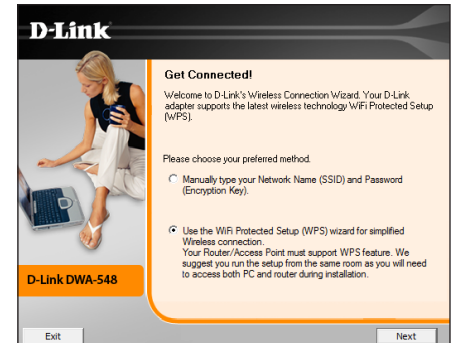 D-Link
Get Connected!
Welcome to D-Link's Wireless Connection Wizard. Your D-Link
adapter supports the latest wireless technology WiFi Protected Setup
(WPS).
Please choose your preferred method.
Manually type your Network Name (SSID) and Password
(Encryption Key).
Use the WiFi Protected Setup (WPS) wizard for simplified
Wireless connection.
Your Router/Access Point must support WPS feature. We
suggest you run the setup from the same room as you will need
to access both PC and router during installation.
D-Link DWA-548
Exit
Next